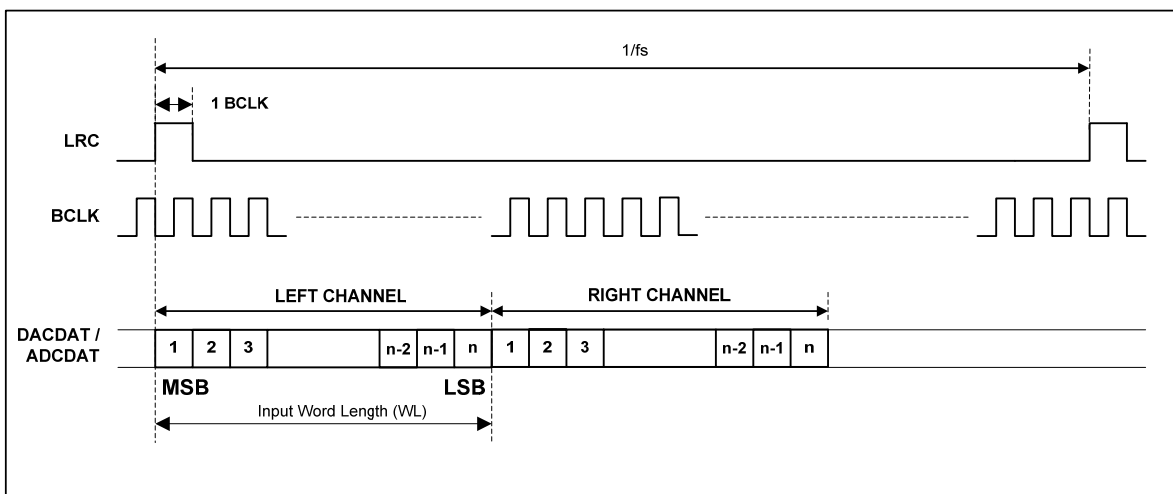 1/fs
1 BCLK
LRC
BCLK
LEFT CHANNEL
RIGHT CHANNEL
DACDAT /
ADCDAT
1 2 3 n-2 n-1 n 1 2 3 n-2 n-1 n
MSB LSB
Input Word Length (WL)